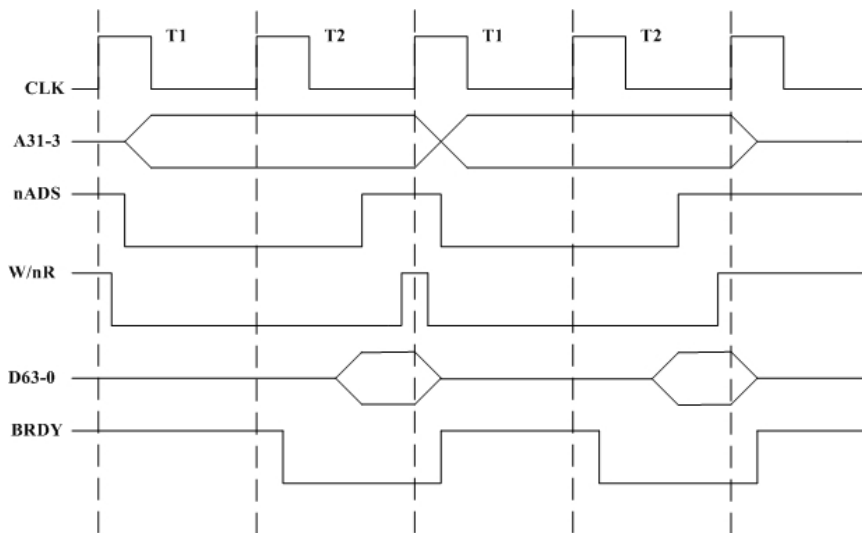 T1 T2 T1 T2
CLK
A31-3
nADS
W/nR
D63-0
BRDY